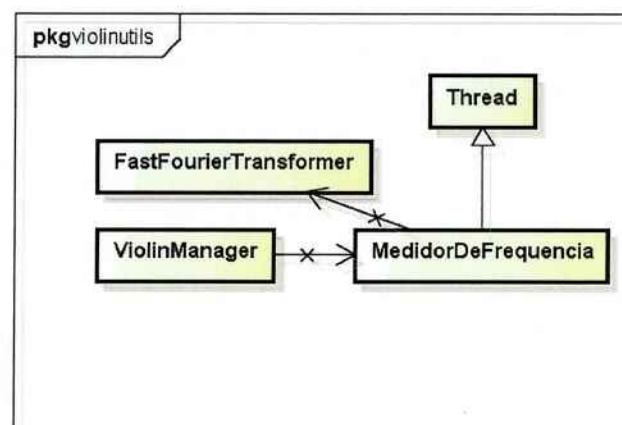 pkgviolinutils
Thread
FastFourierTransformer
ViolinManager
MedidorDeFrequencia